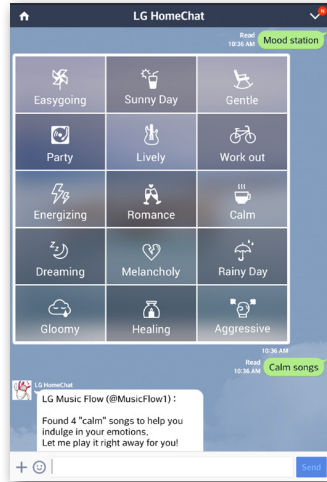 LG HomeChat
Read
10:36 AM
Mood station
Easygoing
Sunny Day
Gentle
Party
Lively
Work out
Energizing
Romance
Calm
Dreaming
Melancholy
Rainy Day
Gloomy
Healing
Aggressive
10:36 AM
Read
10:36 AM
Calm songs
LG HomeChat
LG Music Flow (@MusicFlow1) :
Found 4 "calm" songs to help you
indulge in your emotions,
Let me play it right away for you!
Send